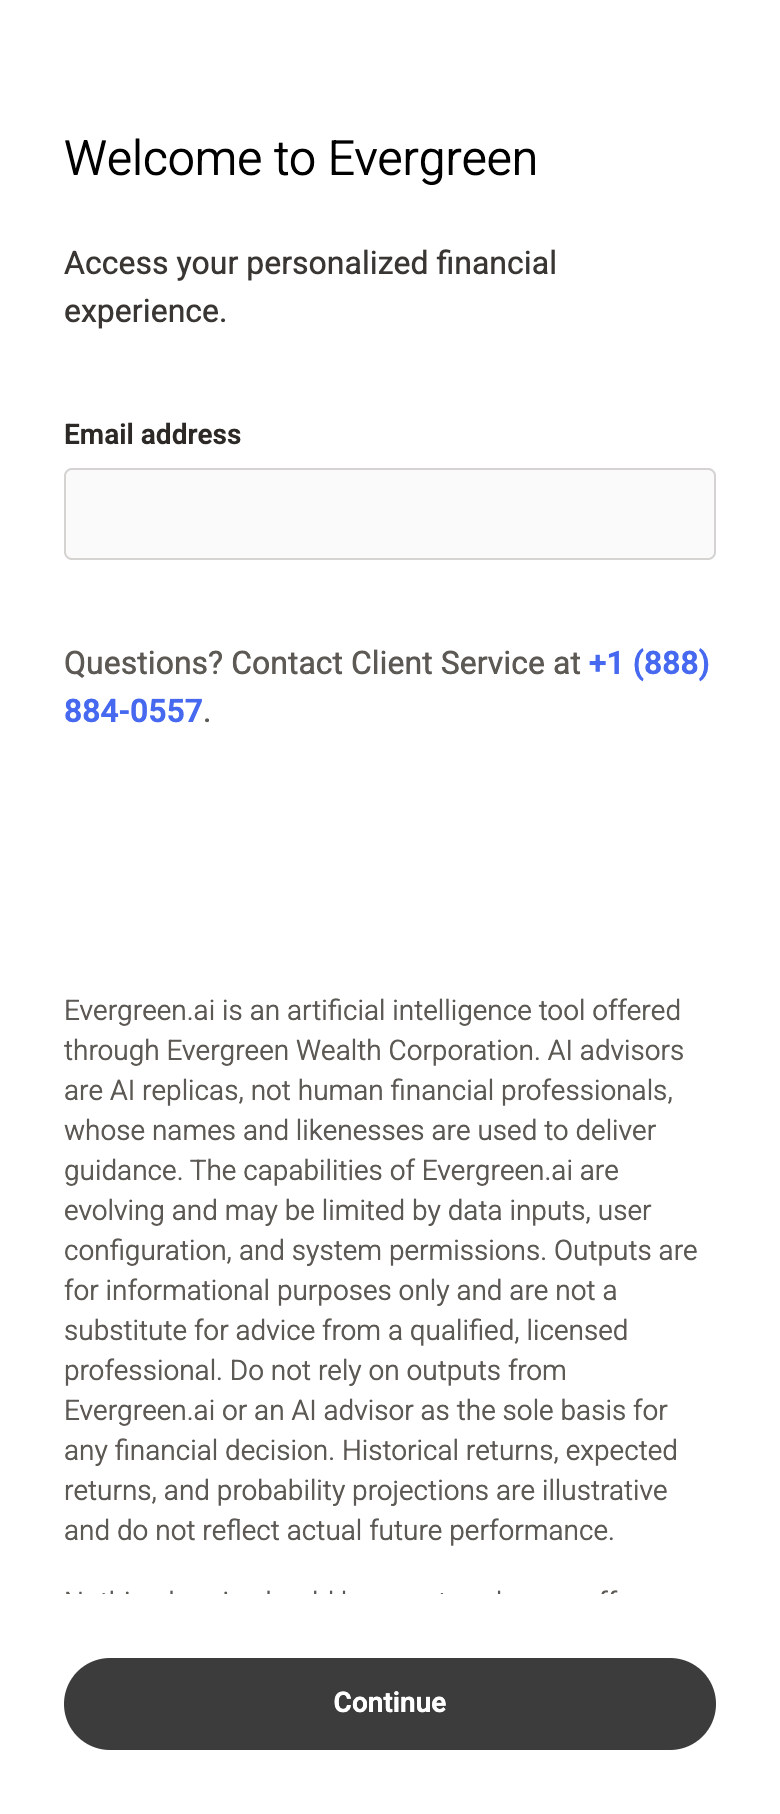 Welcome to Evergreen
Access your personalized financial
experience.
Email address
Questions? Contact Client Service at +1 (888)
884-0557.
Evergreen.ai is an artificial intelligence tool offered
through Evergreen Wealth Corporation. AI advisors
are AI replicas, not human financial professionals,
whose names and likenesses are used to deliver
guidance. The capabilities of Evergreen.ai are
evolving and may be limited by data inputs, user
configuration, and system permissions. Outputs are
for informational purposes only and are not a
substitute for advice from a qualified, licensed
professional. Do not rely on outputs from
Evergreen.ai or an AI advisor as the sole basis for
any financial decision. Historical returns, expected
returns, and probability projections are illustrative
and do not reflect actual future performance.
Continue